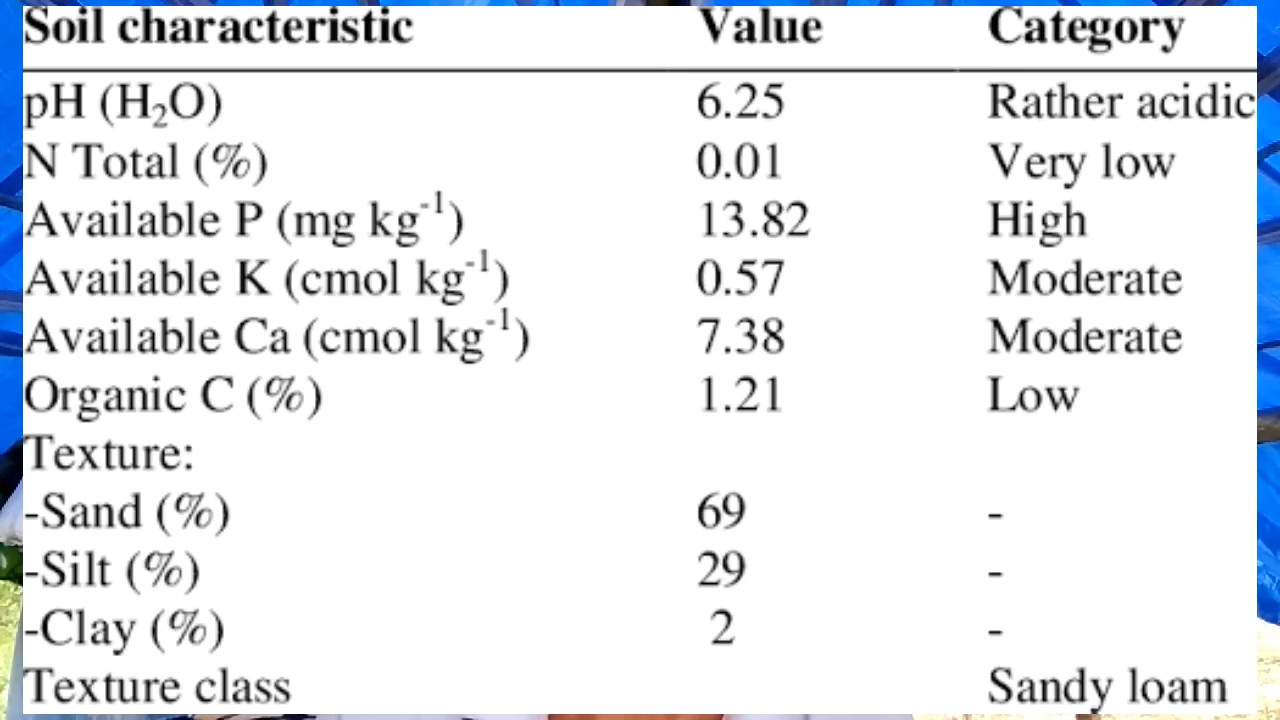 Soil characteristic Value Category
pH (H₂O) 6.25 Rather acidic
N Total (%) 0.01 Very low
Available P (mg kg⁻¹) 13.82 High
Available K (cmol kg⁻¹) 0.57 Moderate
Available Ca (cmol kg⁻¹) 7.38 Moderate
Organic C (%) 1.21 Low
Texture:
-Sand (%) 69 -
-Silt (%) 29 -
-Clay (%) 2 -
Texture class Sandy loam